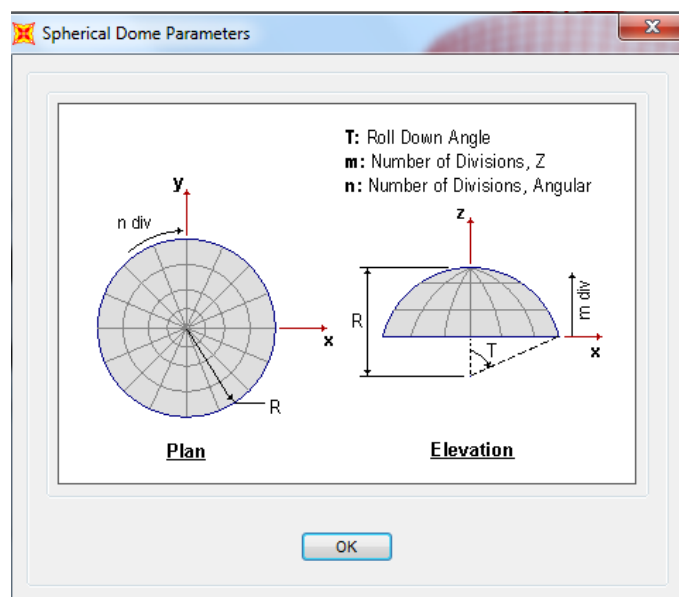 Spherical Dome Parameters
x
T: Roll Down Angle
m: Number of Divisions, Z
n: Number of Divisions, Angular
y
n div
x
R
Plan
z
R
T
m div
x
Elevation
OK